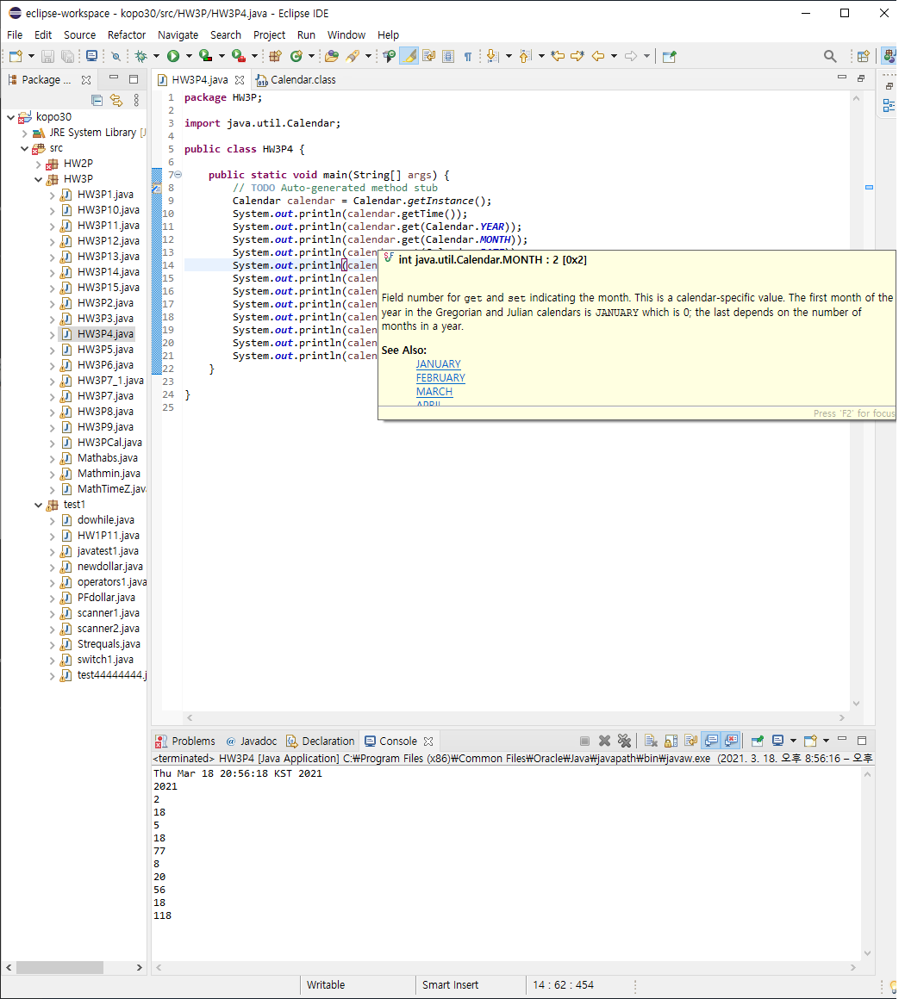 eclipse-workspace - kopo30/src/HW3P/HW3P4.java - Eclipse IDE
File Edit Source Refactor Navigate Search Project Run Window Help
Package ...
kopo30
JRE System Library [J
src
HW2P
HW3P
HW3P1.java
HW3P10.java
HW3P11.java
HW3P12.java
HW3P13.java
HW3P14.java
HW3P15.java
HW3P2.java
HW3P3.java
HW3P4.java
HW3P5.java
HW3P6.java
HW3P7_1.java
HW3P7.java
HW3P8.java
HW3P9.java
HW3PCal.java
Mathabs.java
Mathmin.java
MathTimeZ.java
test1
dowhile.java
HW1P11.java
javatest1.java
newdollar.java
operators1.java
PFdollar.java
scanner1.java
scanner2.java
Strequals.java
switch1.java
test44444444.j
HW3P4.java Calendar.class
1 package HW3P;
2
3 import java.util.Calendar;
4
5 public class HW3P4 {
6
7 public static void main(String[] args) {
8 // TODO Auto-generated method stub
9 Calendar calendar = Calendar.getInstance();
10 System.out.println(calendar.getTime());
11 System.out.println(calendar.get(Calendar.YEAR));
12 System.out.println(calendar.get(Calendar.MONTH));
13 System.out.println(calend
14 System.out.println(calen
15 System.out.println(calen
16 System.out.println(calen
17 System.out.println(calen
18 System.out.println(calen
19 System.out.println(calen
20 System.out.println(calen
21 System.out.println(calen
22 }
23
24 }
25
int java.util.Calendar.MONTH : 2 [0x2]
Field number for get and set indicating the month. This is a calendar-specific value. The first month of the
year in the Gregorian and Julian calendars is JANUARY which is 0; the last depends on the number of
months in a year.
See Also:
JANUARY
FEBRUARY
MARCH
APRIL
Press 'F2' for focus
Problems @ Javadoc Declaration Console
<terminated> HW3P4 [Java Application] C:₩Program Files (x86)₩Common Files₩Oracle₩Java₩javapath₩bin₩javaw.exe (2021. 3. 18. 오후 8:56:16 – 오후
Thu Mar 18 20:56:18 KST 2021
2021
2
18
5
18
77
8
20
56
18
118
Writable Smart Insert 14 : 62 : 454